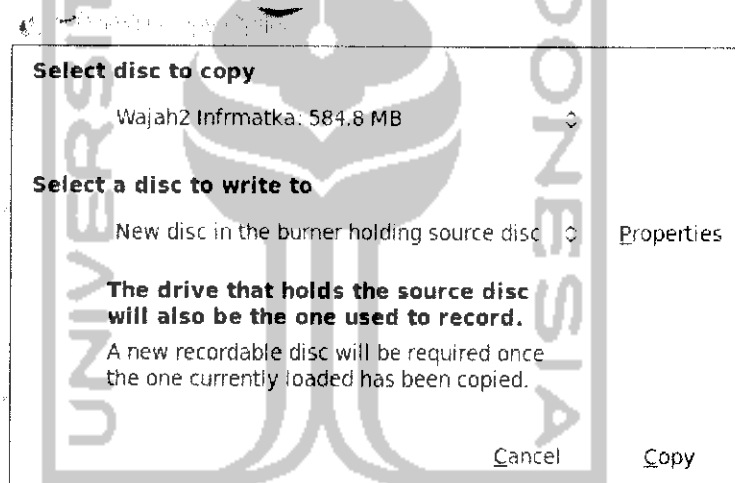 Select disc to copy
Wajah2 Infrmatka: 584.8 MB
Select a disc to write to
New disc in the burner holding source disc
Properties
The drive that holds the source disc
will also be the one used to record.
A new recordable disc will be required once
the one currently loaded has been copied.
Cancel
Copy